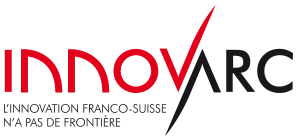 INNOVARC
L'INNOVATION FRANCO-SUISSE
N'A PAS DE FRONTIÈRE